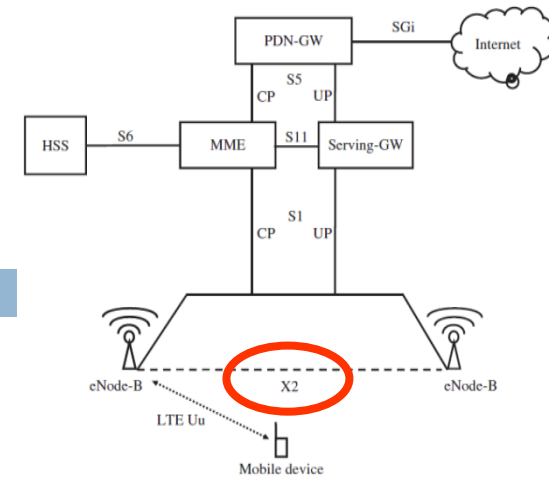 SGi
PDN-GW
Internet
S5
CP UP
HSS
S6
MME
S11
Serving-GW
S1
CP UP
X2
eNode-B
eNode-B
LTE Uu
Mobile device